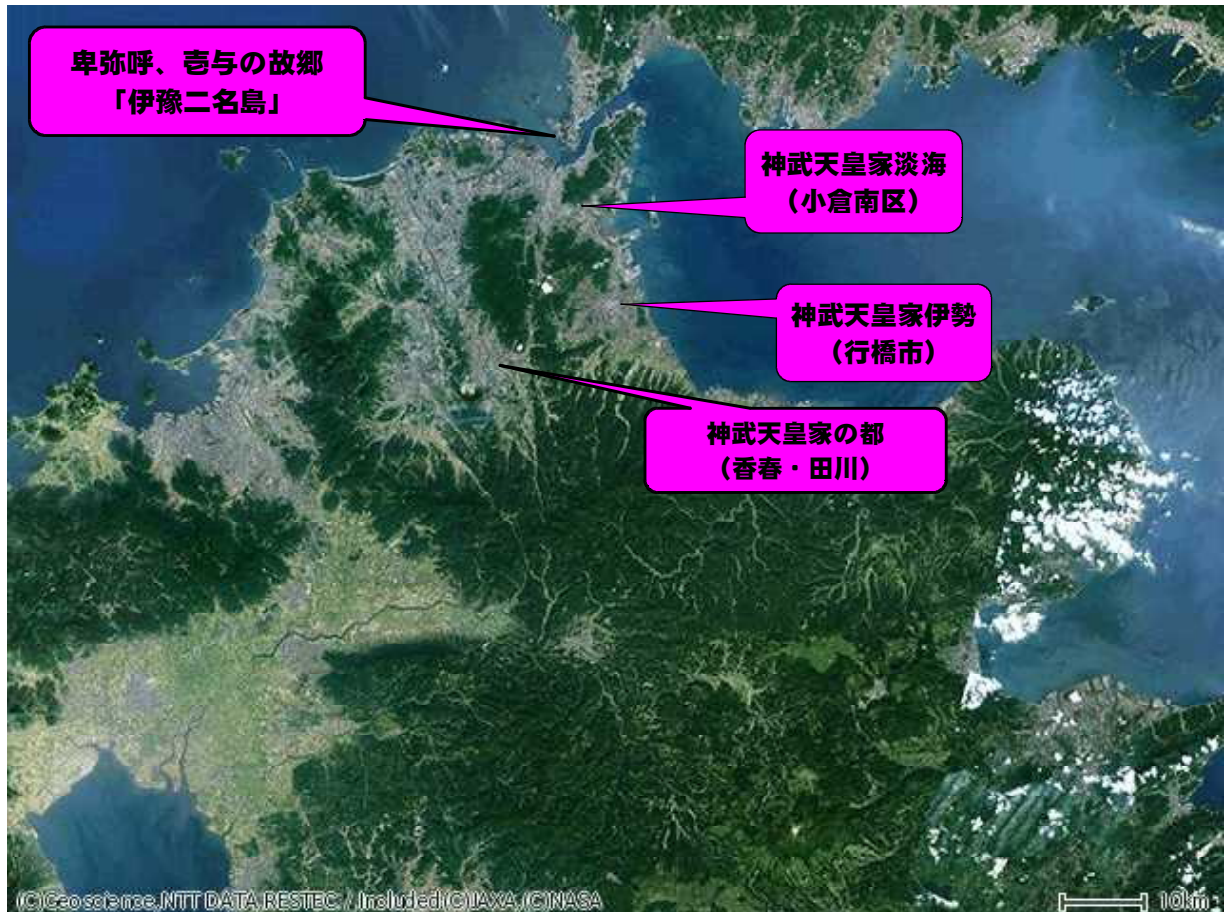 卑弥呼、壱与の故郷
「伊豫二名島」
神武天皇家淡海
（小倉南区）
神武天皇家伊勢
（行橋市）
神武天皇家の都
（香春・田川）
(C)Geo science,NTT DATA,RESTEC / Included(C)JAXA,(C)NASA
10km